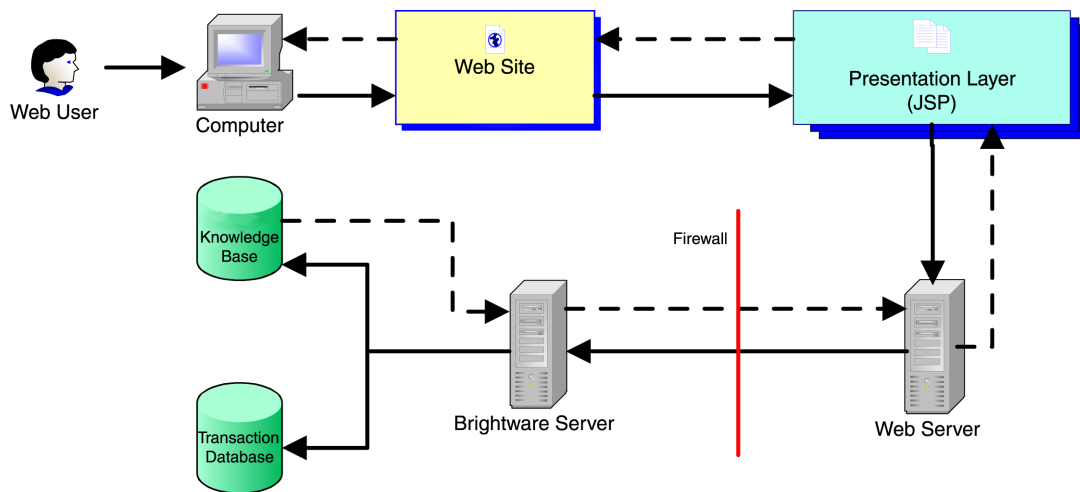 Web User
Computer
Web Site
Presentation Layer
(JSP)
Knowledge
Base
Firewall
Brightware Server
Web Server
Transaction
Database